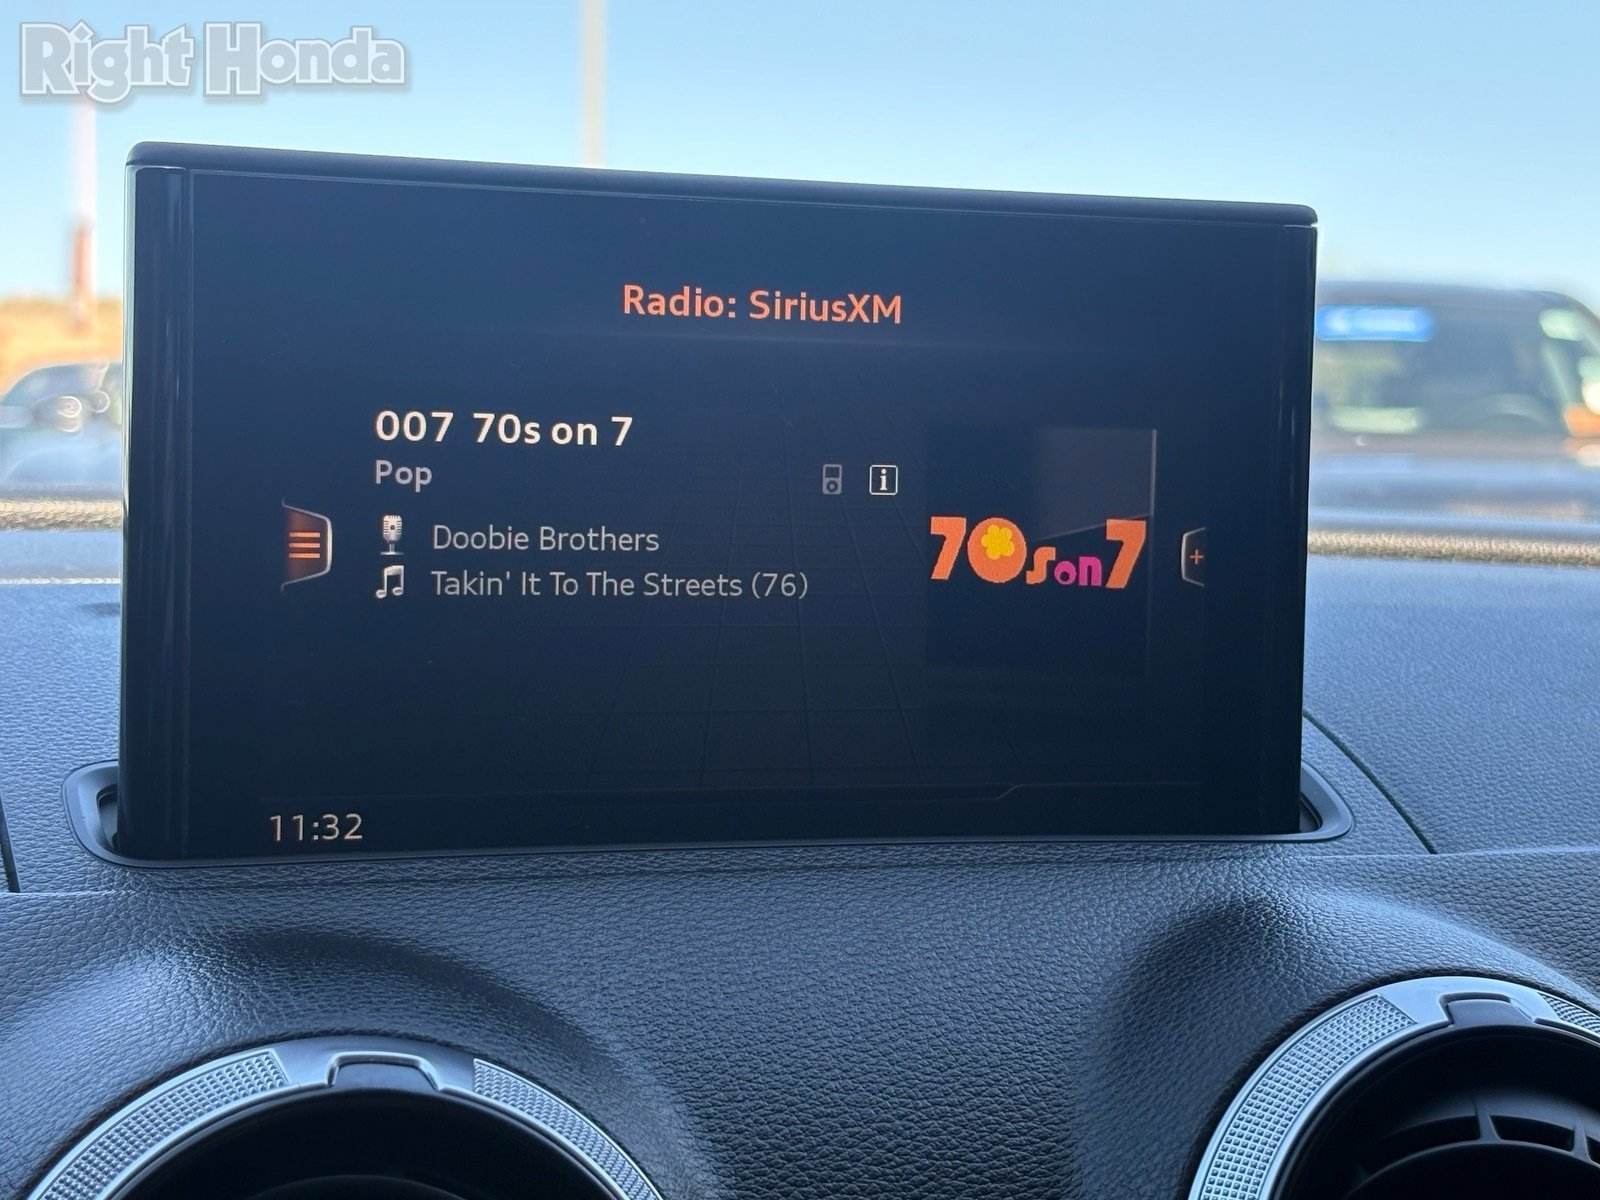 Right Honda
Radio: SiriusXM
007 70s on 7
Pop
i
Doobie Brothers
Takin' It To The Streets (76)
70s on 7
+
11:32